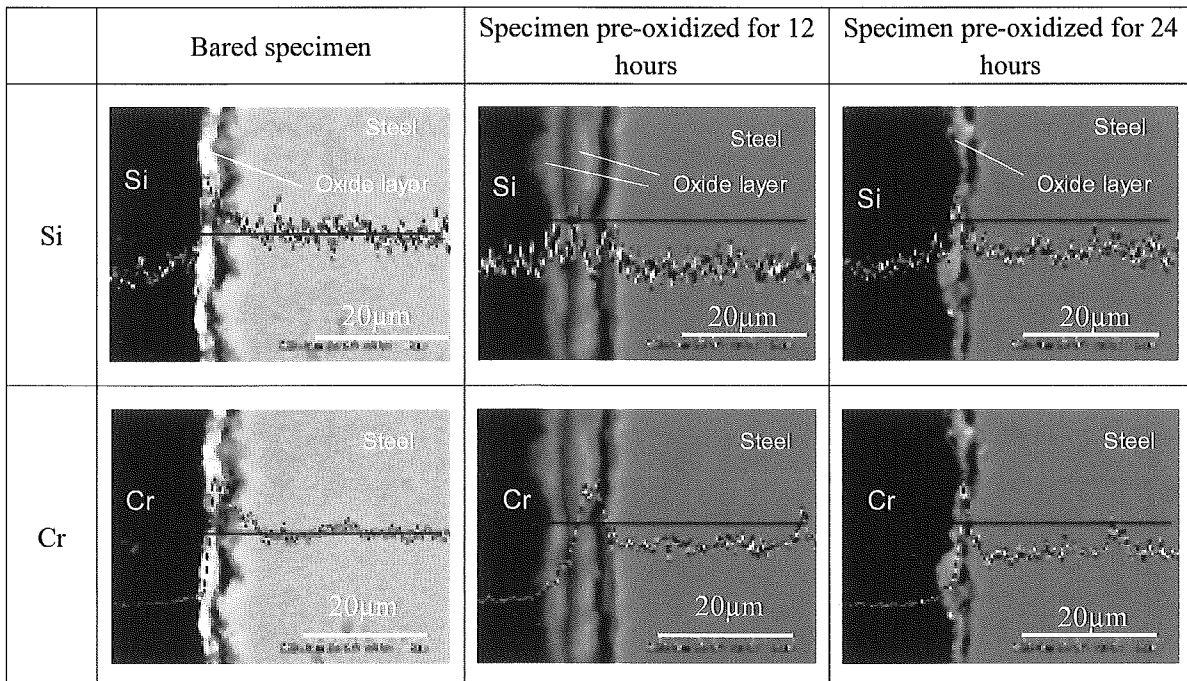 Bared specimen
Specimen pre-oxidized for 12
hours
Specimen pre-oxidized for 24
hours
Si
Steel
Oxide layer
Si
20μm
Steel
Oxide layer
Si
20μm
Steel
Oxide layer
Si
20μm
Cr
Steel
Cr
20μm
Steel
Cr
20μm
Steel
Cr
20μm